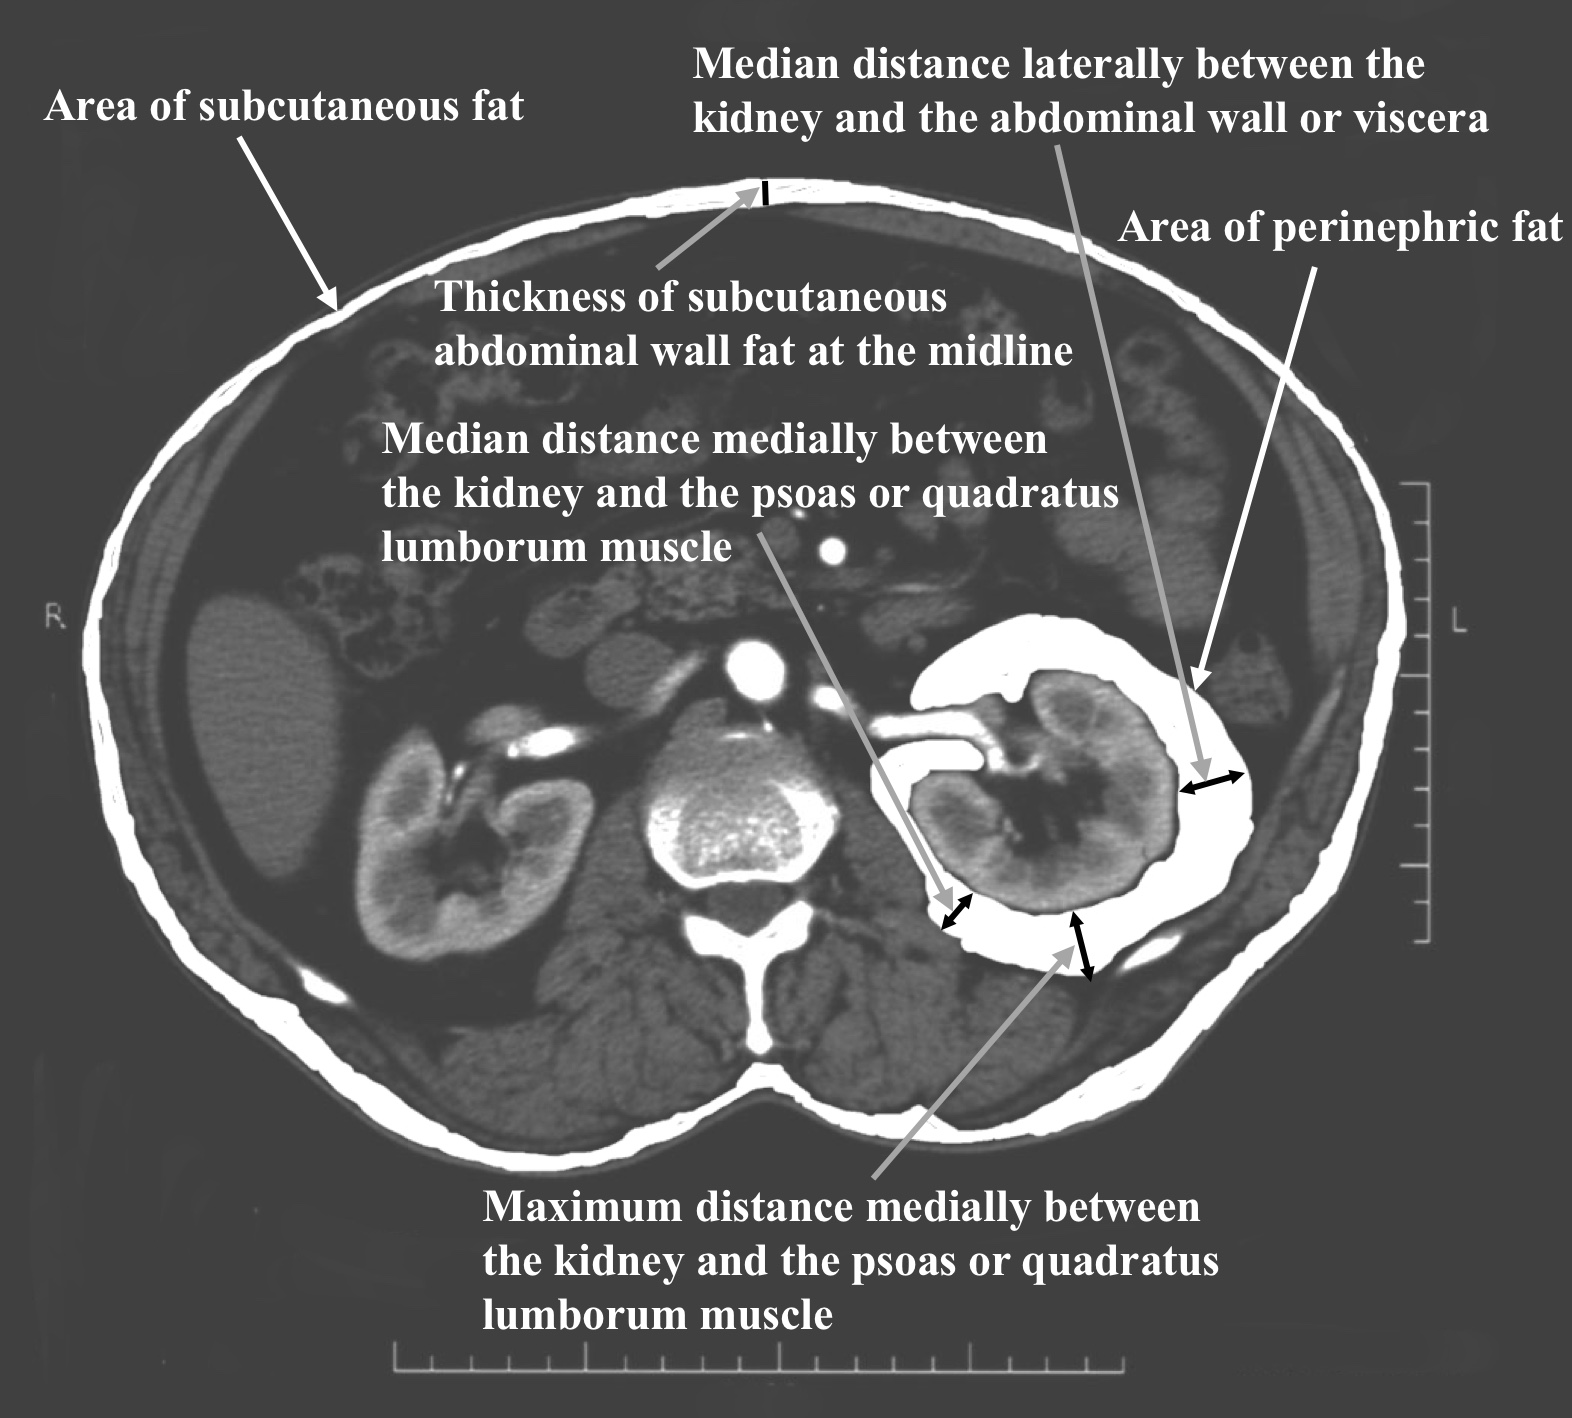 Area of subcutaneous fat
Median distance laterally between the
kidney and the abdominal wall or viscera
Area of perinephric fat
Thickness of subcutaneous
abdominal wall fat at the midline
Median distance medially between
the kidney and the psoas or quadratus
lumborum muscle
R
L
Maximum distance medially between
the kidney and the psoas or quadratus
lumborum muscle